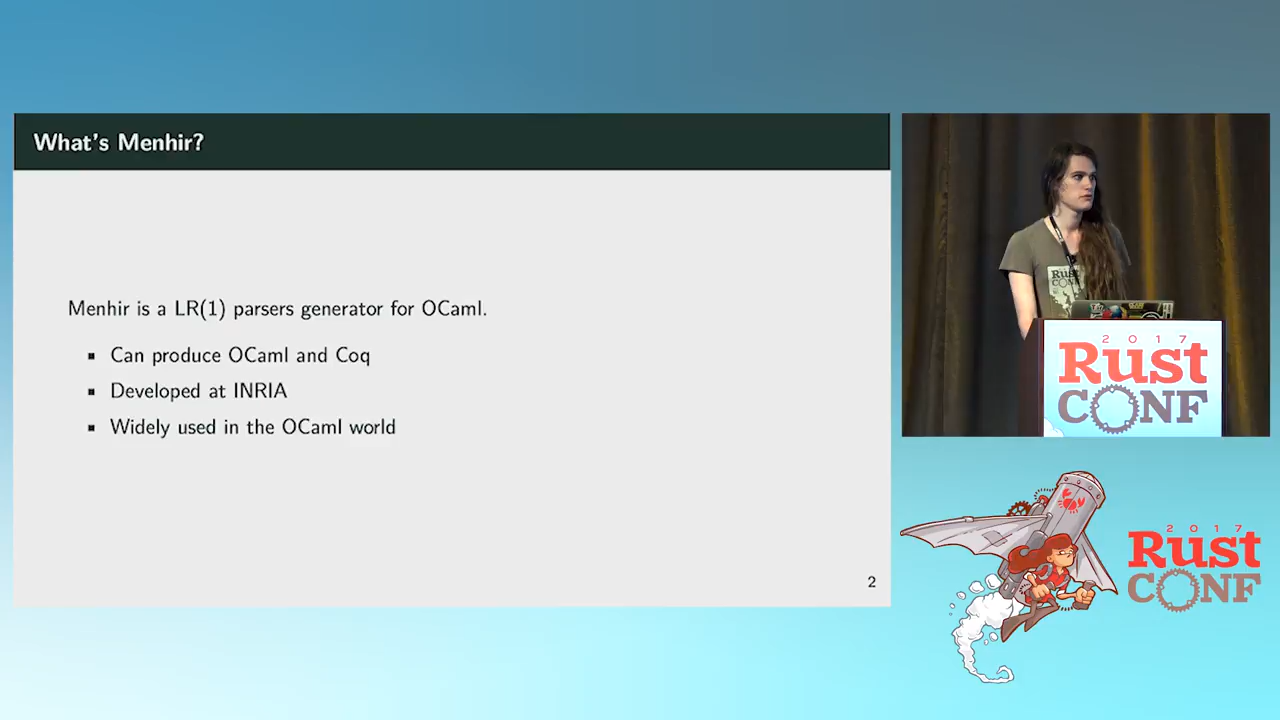 What's Menhir?
Menhir is a LR(1) parsers generator for OCaml.
▪ Can produce OCaml and Coq
▪ Developed at INRIA
▪ Widely used in the OCaml world
2
Rust
2017
Rust
CONF
2017
Rust
CONF